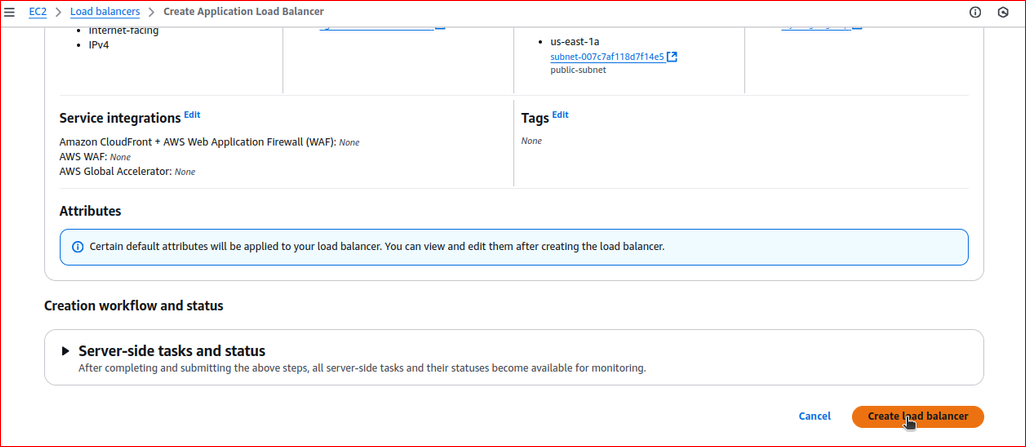 EC2 > Load balancers > Create Application Load Balancer
Internet-facing
IPv4
us-east-1a
subnet-007c7af118d7f14e5
public-subnet
Service integrations Edit
Amazon CloudFront + AWS Web Application Firewall (WAF): None
AWS WAF: None
AWS Global Accelerator: None
Tags Edit
None
Attributes
Certain default attributes will be applied to your load balancer. You can view and edit them after creating the load balancer.
Creation workflow and status
Server-side tasks and status
After completing and submitting the above steps, all server-side tasks and their statuses become available for monitoring.
Cancel
Create load balancer